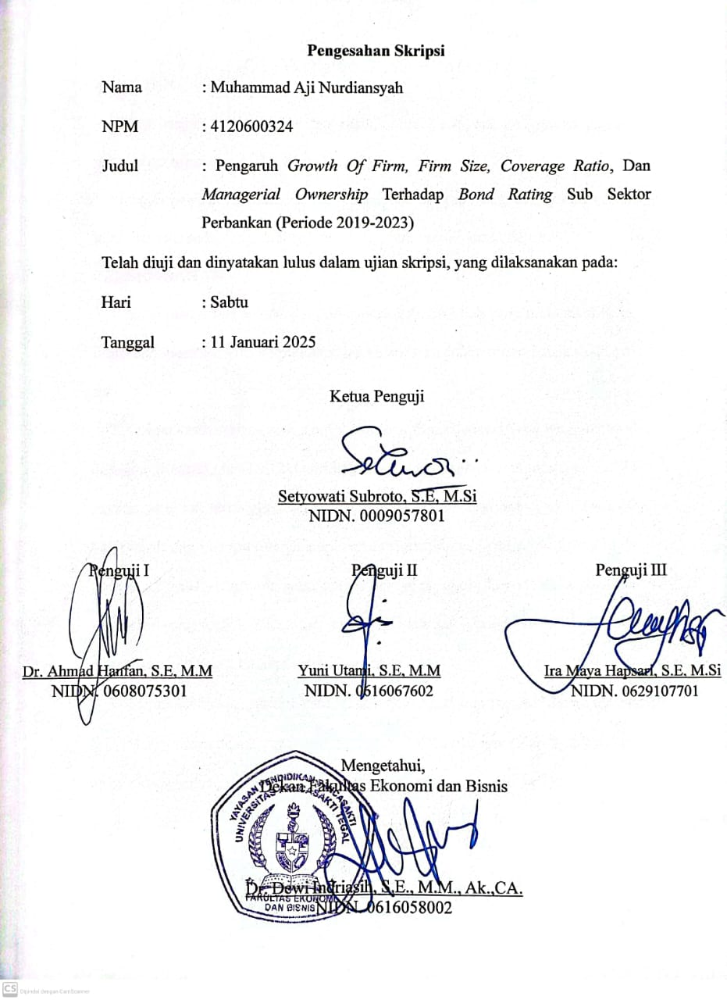 Pengesahan Skripsi
Nama : Muhammad Aji Nurdiansyah
NPM : 4120600324
Judul : Pengaruh Growth Of Firm, Firm Size, Coverage Ratio, Dan
Managerial Ownership Terhadap Bond Rating Sub Sektor
Perbankan (Periode 2019-2023)
Telah diuji dan dinyatakan lulus dalam ujian skripsi, yang dilaksanakan pada:
Hari : Sabtu
Tanggal : 11 Januari 2025
Ketua Penguji
Setyowati Subroto, S.E, M.Si
NIDN. 0009057801
Penguji I Penguji II Penguji III
Dr. Ahmad Hanfan, S.E, M.M Yuni Utami, S.E, M.M Ira Maya Hapsari, S.E, M.Si
NIDN. 0608075301 NIDN. 0616067602 NIDN. 0629107701
Mengetahui,
Dekan Fakultas Ekonomi dan Bisnis
YAYASAN PENDIDIKAN PANCASAKTI
UNIVERSITAS PANCASAKTI TEGAL
Dr. Dewi Indriasih, S.E., M.M., Ak.,CA.
FAKULTAS EKONOMI
DAN BISNIS
NIDN. 0616058002
CS Dipindai dengan CamScanner